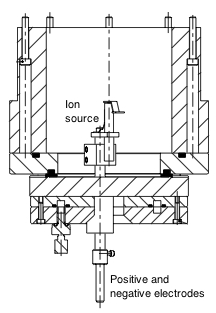 Ion
source
Positive and
negative electrodes